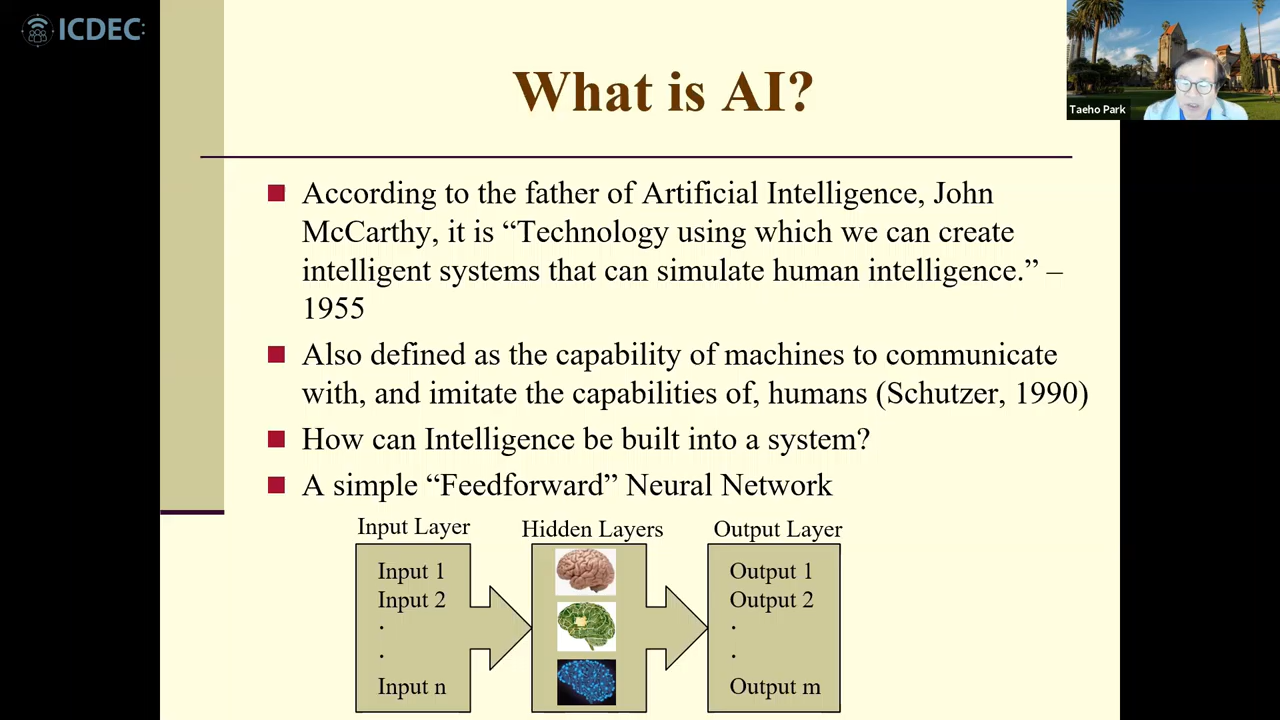 ICDEC:
Taeho Park
What is AI?
According to the father of Artificial Intelligence, John
McCarthy, it is “Technology using which we can create
intelligent systems that can simulate human intelligence.” –
1955
Also defined as the capability of machines to communicate
with, and imitate the capabilities of, humans (Schutzer, 1990)
How can Intelligence be built into a system?
A simple “Feedforward” Neural Network
Input Layer
Input 1
Input 2
.
.
Input n
Hidden Layers
Output Layer
Output 1
Output 2
.
.
Output m